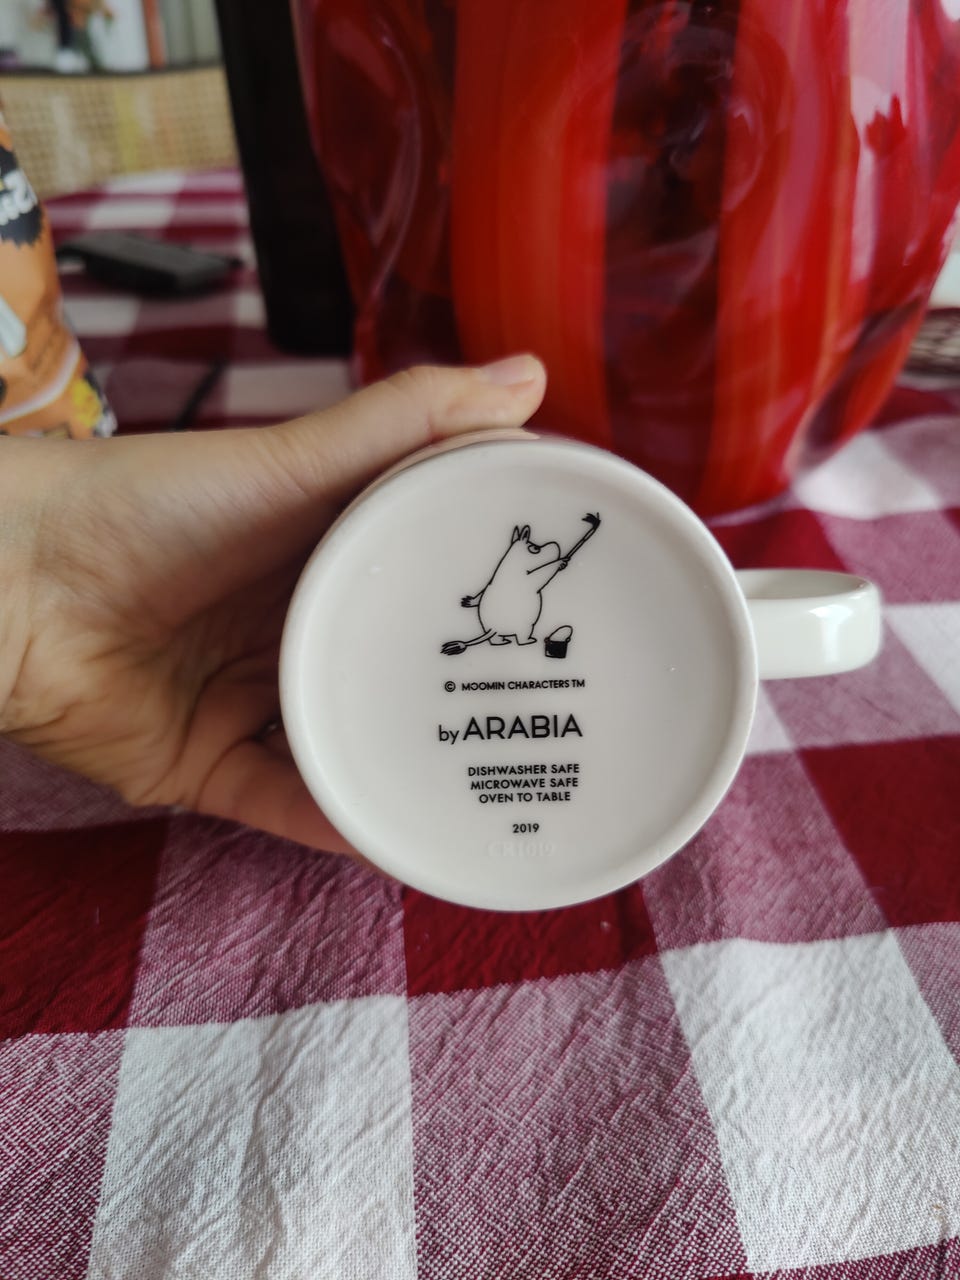 © MOOMIN CHARACTERS TM
by ARABIA
DISHWASHER SAFE
MICROWAVE SAFE
OVEN TO TABLE
2019